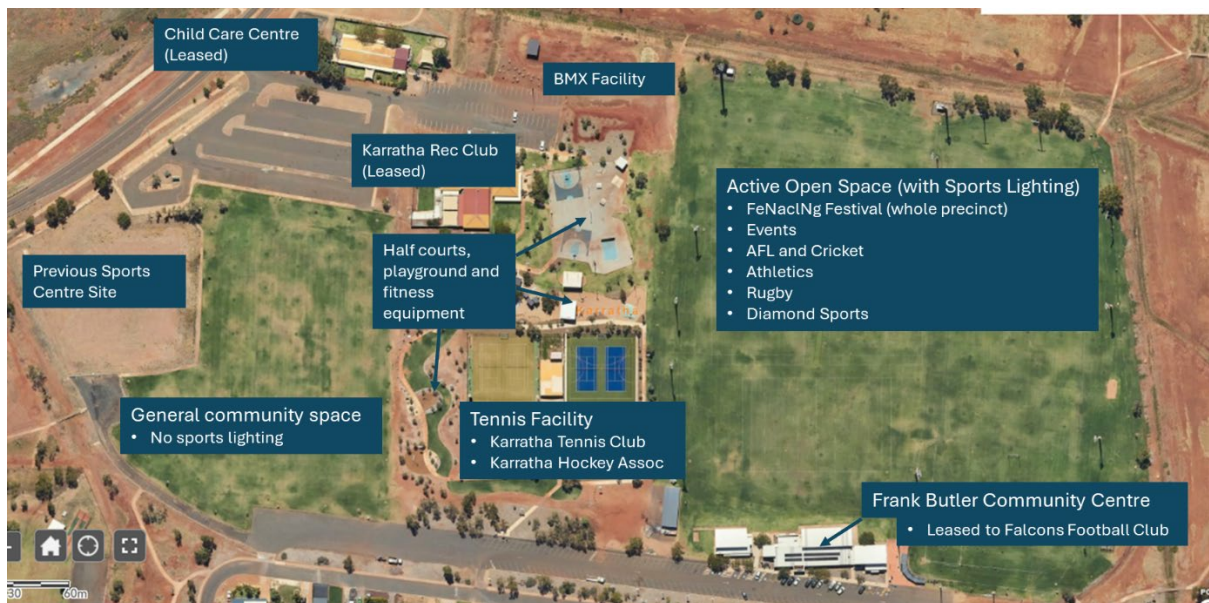 Child Care Centre
(Leased)
BMX Facility
Karratha Rec Club
(Leased)
Active Open Space (with Sports Lighting)
• FeNaclNg Festival (whole precinct)
• Events
• AFL and Cricket
• Athletics
• Rugby
• Diamond Sports
Half courts,
playground and
fitness
equipment
Previous Sports
Centre Site
Karratha
General community space
• No sports lighting
Tennis Facility
• Karratha Tennis Club
• Karratha Hockey Assoc
Frank Butler Community Centre
• Leased to Falcons Football Club
30 60m